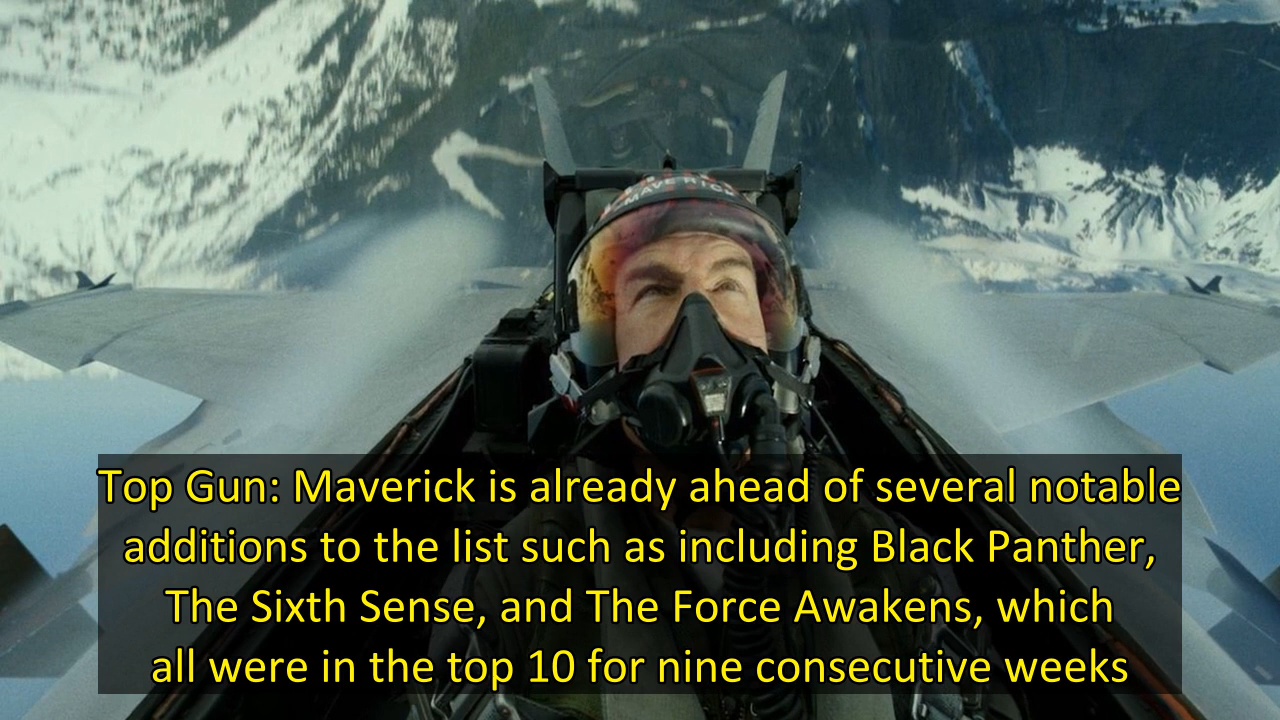 MAVERICK
Top Gun: Maverick is already ahead of several notable
additions to the list such as including Black Panther,
The Sixth Sense, and The Force Awakens, which
all were in the top 10 for nine consecutive weeks